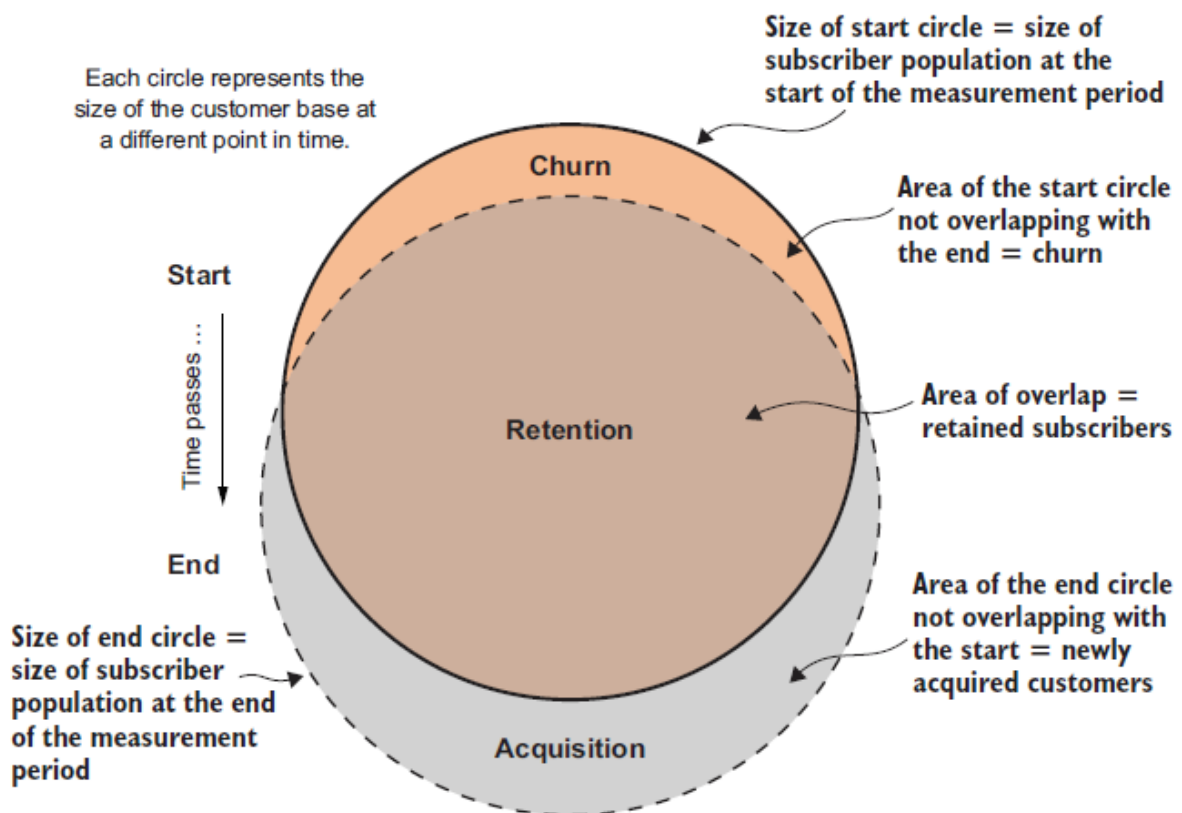 Each circle represents the
size of the customer base at
a different point in time.
Size of start circle = size of
subscriber population at the
start of the measurement period
Churn
Area of the start circle
not overlapping with
the end = churn
Start
Time passes ...
Area of overlap =
retained subscribers
Retention
End
Area of the end circle
not overlapping with
the start = newly
acquired customers
Size of end circle =
size of subscriber
population at the end
of the measurement
period
Acquisition